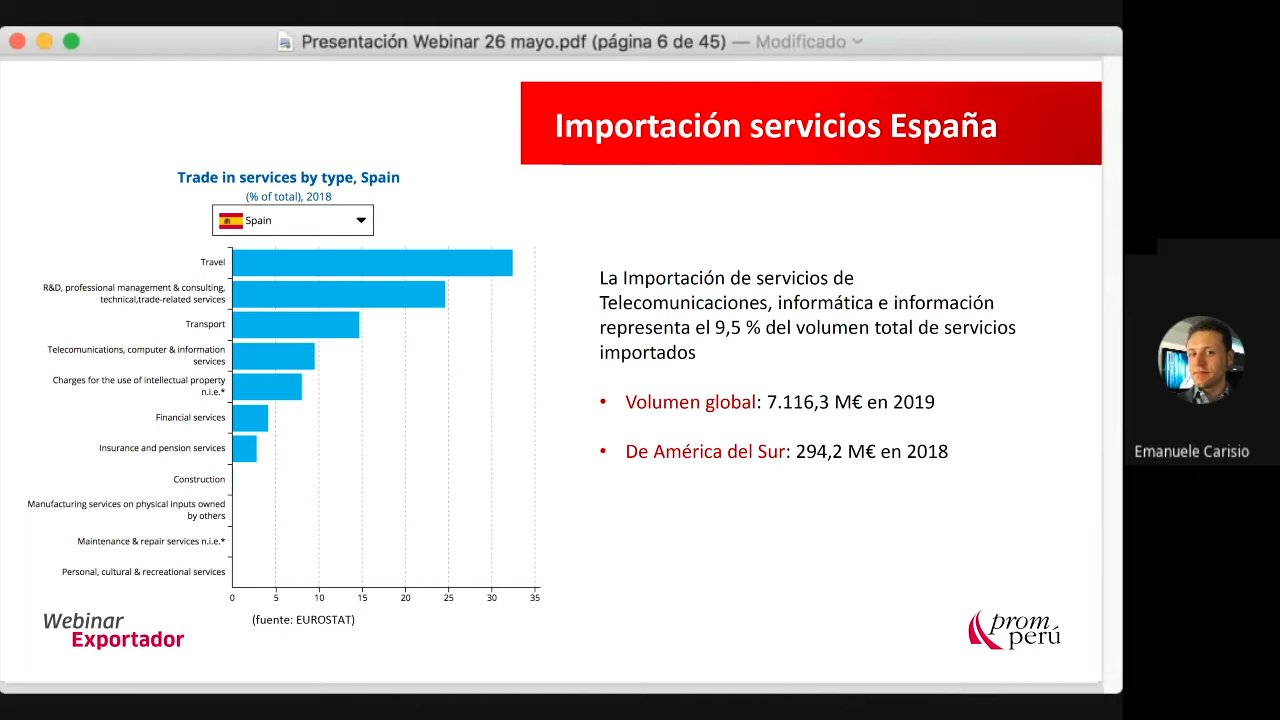 Presentación Webinar 26 mayo.pdf (página 6 de 45) — Modificado
Importación servicios España
Trade in services by type, Spain
(% of total), 2018
Spain
Travel
R&D, professional management & consulting,
technical,trade-related services
Transport
Telecommunications, computer & information
services
Charges for the use of intellectual property
n.i.e.*
Financial services
Insurance and pension services
Construction
Manufacturing services on physical inputs owned
by others
Maintenance & repair services n.i.e.*
Personal, cultural & recreational services
0 5 10 15 20 25 30 35
(fuente: EUROSTAT)
La Importación de servicios de
Telecomunicaciones, informática e información
representa el 9,5 % del volumen total de servicios
importados
• Volumen global: 7.116,3 M€ en 2019
• De América del Sur: 294,2 M€ en 2018
Emanuele Carisio
Webinar
Exportador
prom
perú